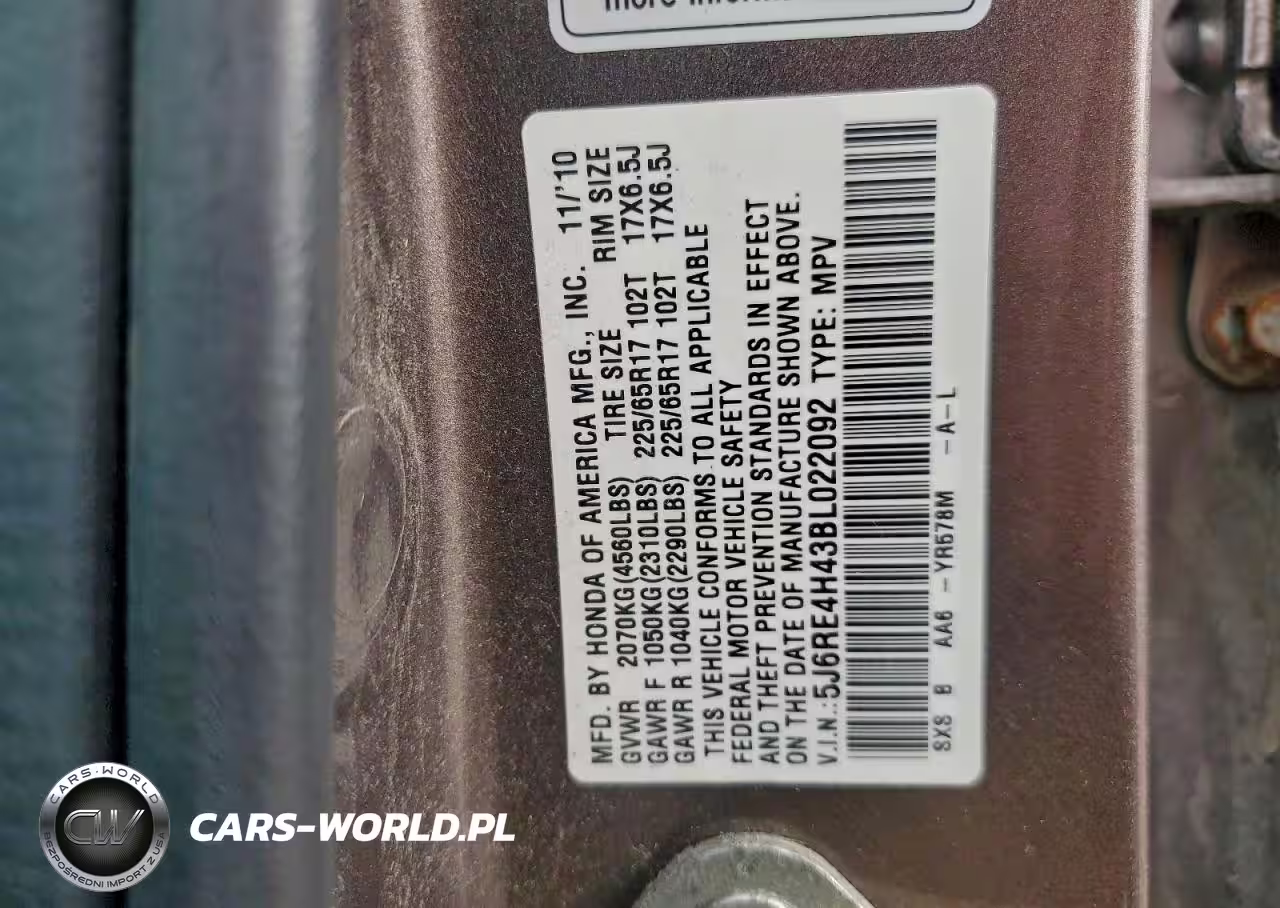 more inform
MFD. BY HONDA OF AMERICA MFG., INC. 11/'10
GVWR 2070KG(4560LBS) TIRE SIZE RIM SIZE
GAWR F 1050KG(2310LBS) 225/65R17 102T 17X6.5J
GAWR R 1040KG(2290LBS) 225/65R17 102T 17X6.5J
THIS VEHICLE CONFORMS TO ALL APPLICABLE
FEDERAL MOTOR VEHICLE SAFETY
AND THEFT PREVENTION STANDARDS IN EFFECT
ON THE DATE OF MANUFACTURE SHOWN ABOVE.
V.I.N.:5J6RE4H43BL022092 TYPE: MPV
SXS B AA6 - YR578M - A - L
CARS-WORLD
CW
BEZPOŚREDNI IMPORT Z USA
CARS-WORLD.PL